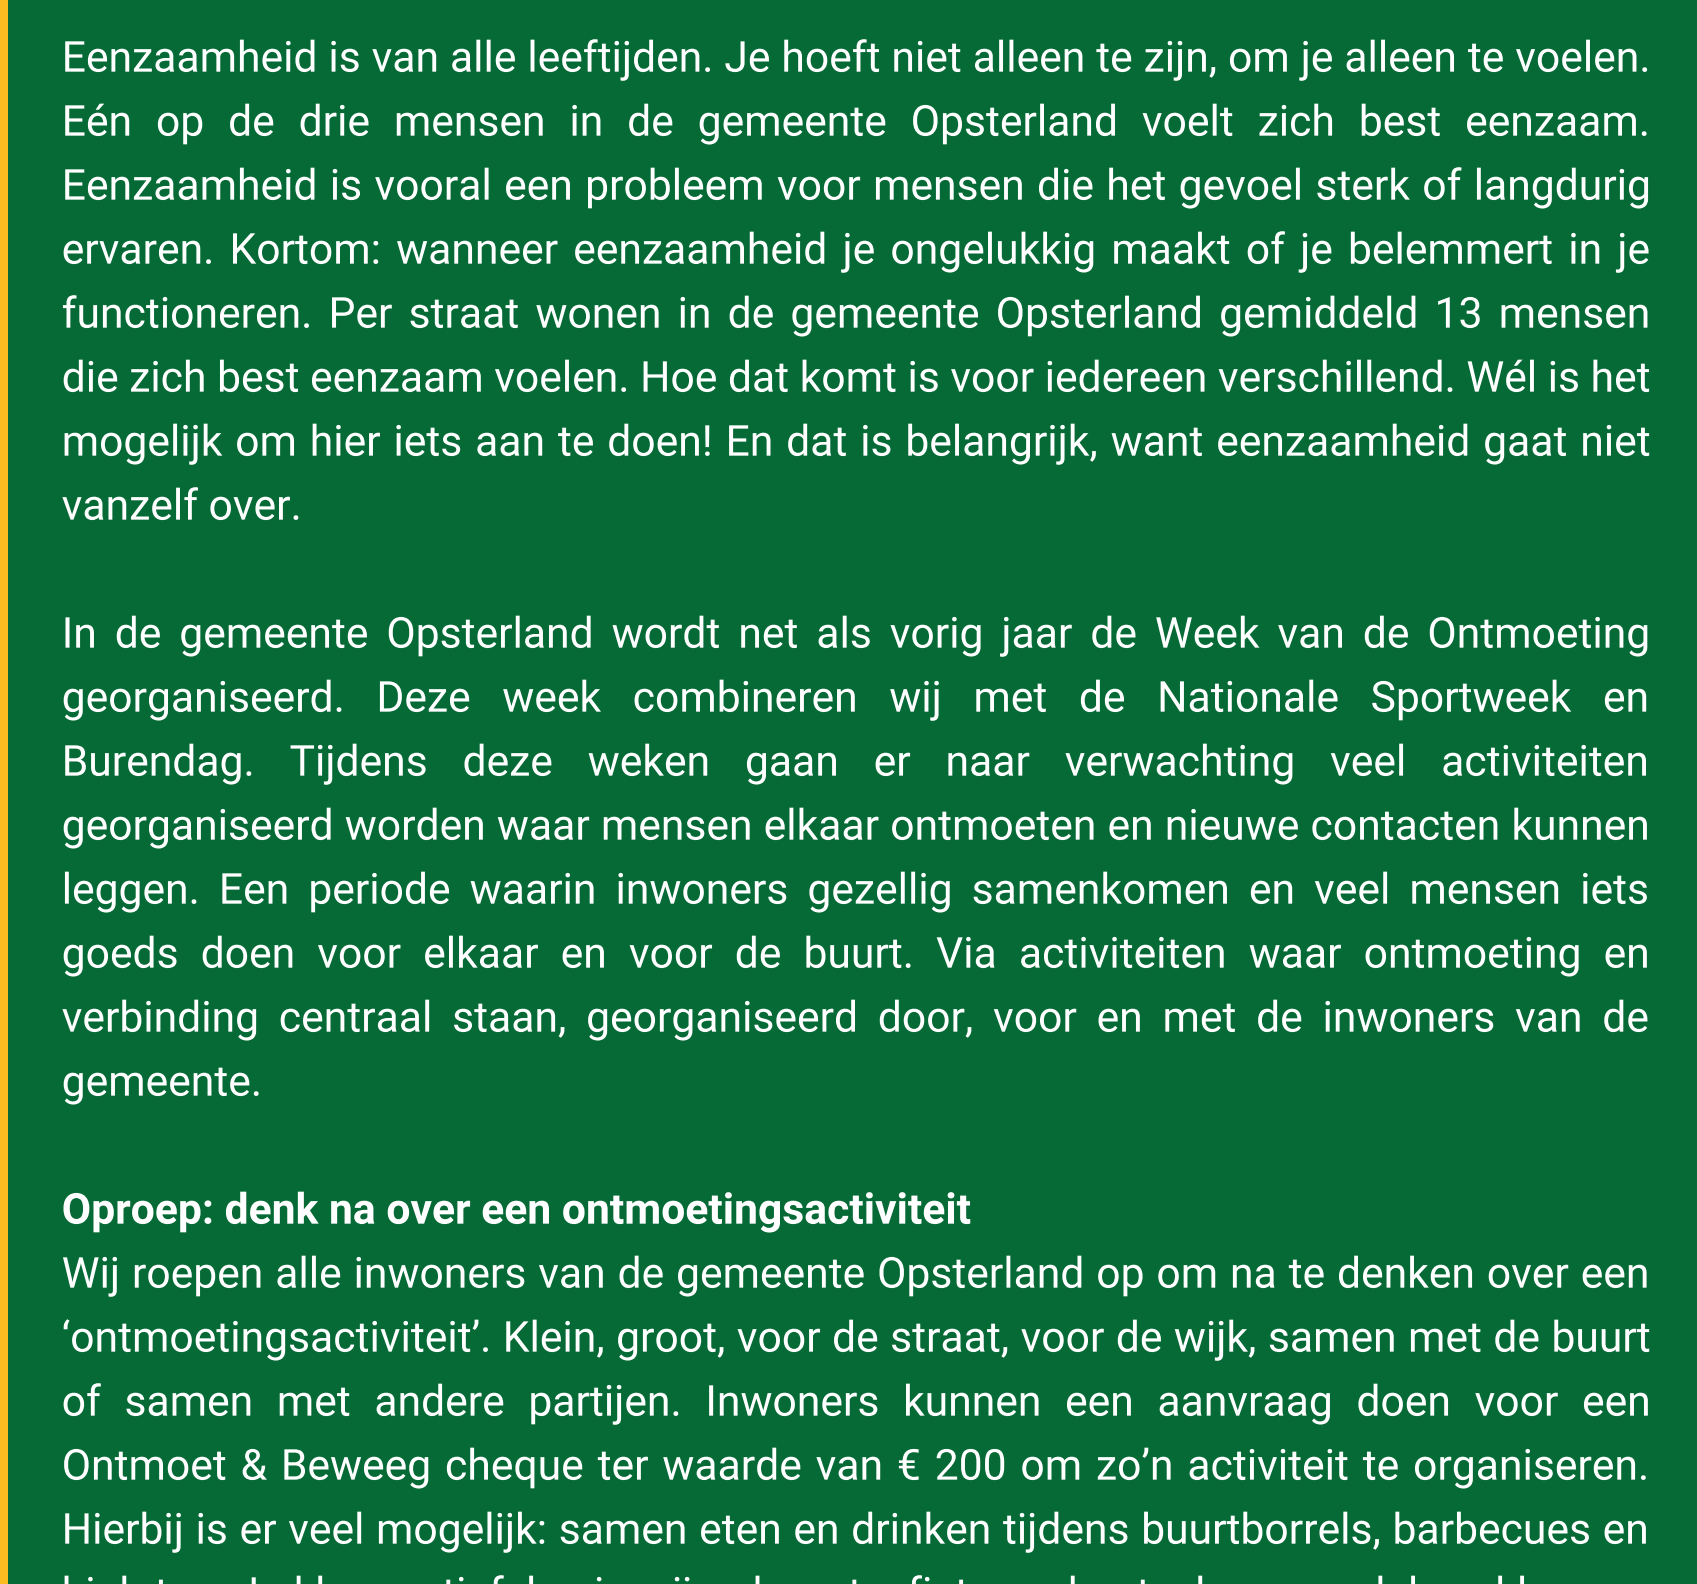 Eenzaamheid is van alle leeftijden. Je hoeft niet alleen te zijn, om je alleen te voelen.
Eén op de drie mensen in de gemeente Opsterland voelt zich best eenzaam.
Eenzaamheid is vooral een probleem voor mensen die het gevoel sterk of langdurig
ervaren. Kortom: wanneer eenzaamheid je ongelukkig maakt of je belemmert in je
functioneren. Per straat wonen in de gemeente Opsterland gemiddeld 13 mensen
die zich best eenzaam voelen. Hoe dat komt is voor iedereen verschillend. Wél is het
mogelijk om hier iets aan te doen! En dat is belangrijk, want eenzaamheid gaat niet
vanzelf over.
In de gemeente Opsterland wordt net als vorig jaar de Week van de Ontmoeting
georganiseerd. Deze week combineren wij met de Nationale Sportweek en
Burendag. Tijdens deze weken gaan er naar verwachting veel activiteiten
georganiseerd worden waar mensen elkaar ontmoeten en nieuwe contacten kunnen
leggen. Een periode waarin inwoners gezellig samenkomen en veel mensen iets
goeds doen voor elkaar en voor de buurt. Via activiteiten waar ontmoeting en
verbinding centraal staan, georganiseerd door, voor en met de inwoners van de
gemeente.
Oproep: denk na over een ontmoetingsactiviteit
Wij roepen alle inwoners van de gemeente Opsterland op om na te denken over een
‘ontmoetingsactiviteit’. Klein, groot, voor de straat, voor de wijk, samen met de buurt
of samen met andere partijen. Inwoners kunnen een aanvraag doen voor een
Ontmoet & Beweeg cheque ter waarde van € 200 om zo’n activiteit te organiseren.
Hierbij is er veel mogelijk: samen eten en drinken tijdens buurtborrels, barbecues en